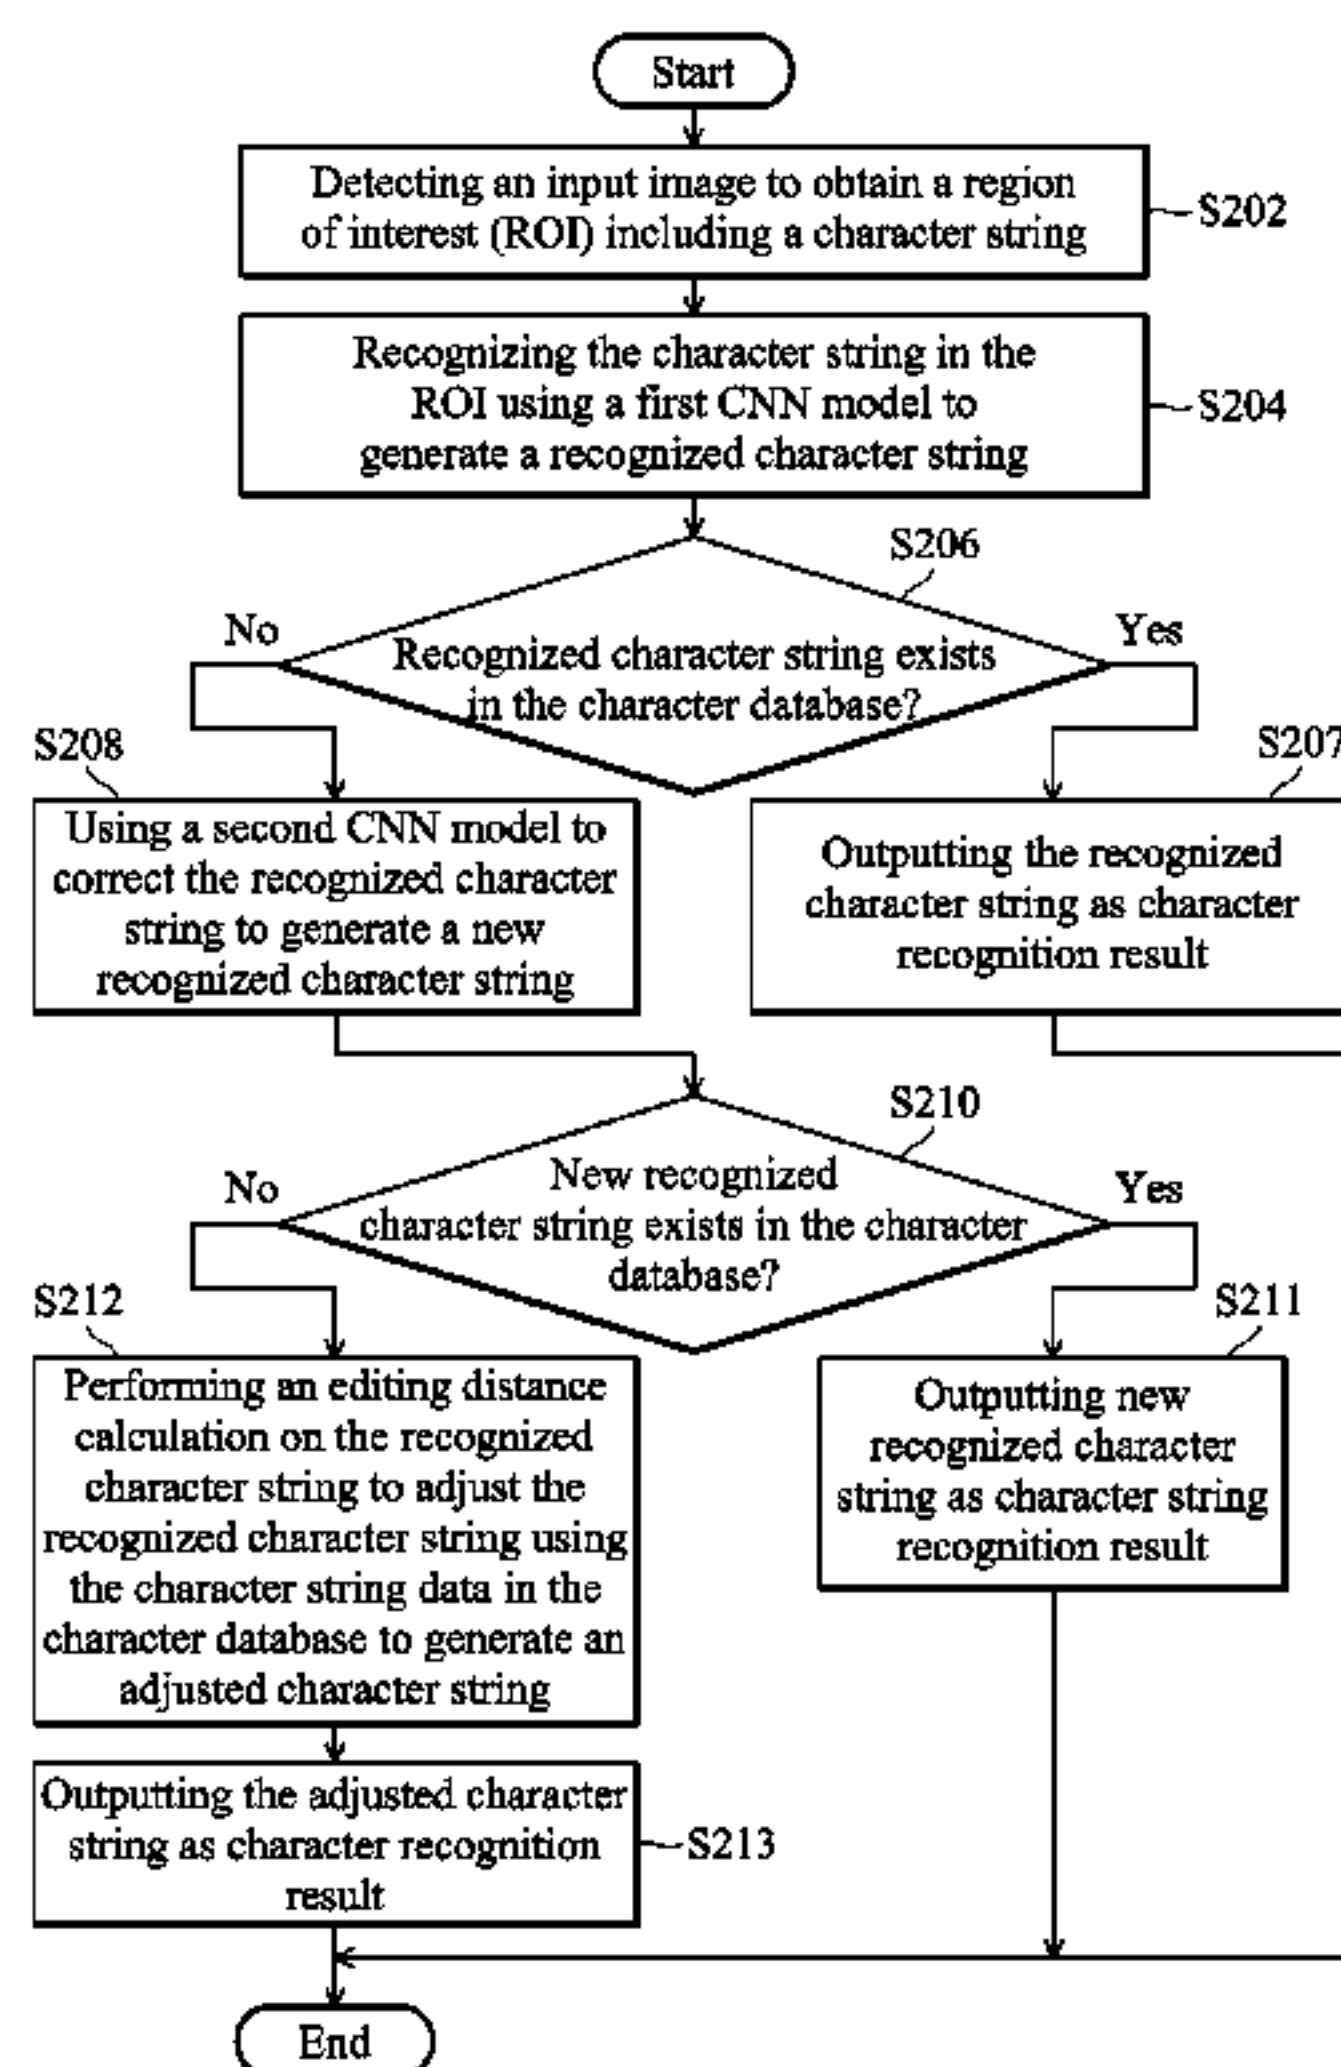 Start
Detecting an input image to obtain a region
of interest (ROI) including a character string
S202
Recognizing the character string in the
ROI using a first CNN model to
generate a recognized character string
S204
S206
No
Yes
Recognized character string exists
in the character database?
S208
S207
Using a second CNN model to
correct the recognized character
string to generate a new
recognized character string
Outputting the recognized
character string as character
recognition result
S210
No
Yes
New recognized
character string exists in the character
database?
S212
S211
Performing an editing distance
calculation on the recognized
character string to adjust the
recognized character string using
the character string data in the
character database to generate an
adjusted character string
Outputting new
recognized character
string as character string
recognition result
Outputting the adjusted character
string as character recognition
result
S213
End